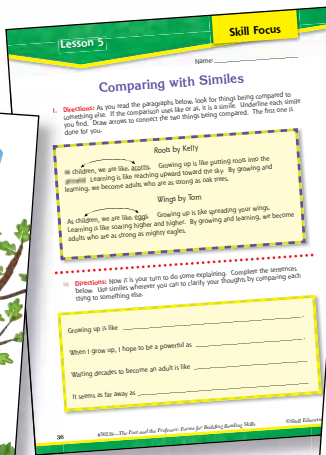 Lesson 5
Skill Focus
Name:
Comparing with Similes
I. Directions: As you read the paragraphs below, look for things being compared to
something else. If the comparison uses like or as, it is a simile. Underline each simile
you find. Draw arrows to connect the two things being compared. The first one is
done for you.
Roots by Kelly
children, we are like acorns. Growing up is like putting roots into the
Learning is like reaching upward toward the sky. By growing and
learning, we become adults who are as strong as oak trees.
Wings by Tom
As children, we are like eggs. Growing up is like spreading your wings.
Learning is like soaring higher and higher. By growing and learning, we become
adults who are as strong as mighty eagles.
Directions: Now it is your turn to do some explaining. Complete the sentences
below. Use similes wherever you can to clarify your thoughts by comparing each
thing to something else.
Growing up is like
When I grow up, I hope to be a powerful as
Waiting decades to become an adult is like
It seems as far away as
36
—The Poet and the Professor: Poems for Building Reading Skills
©Shell Educatio